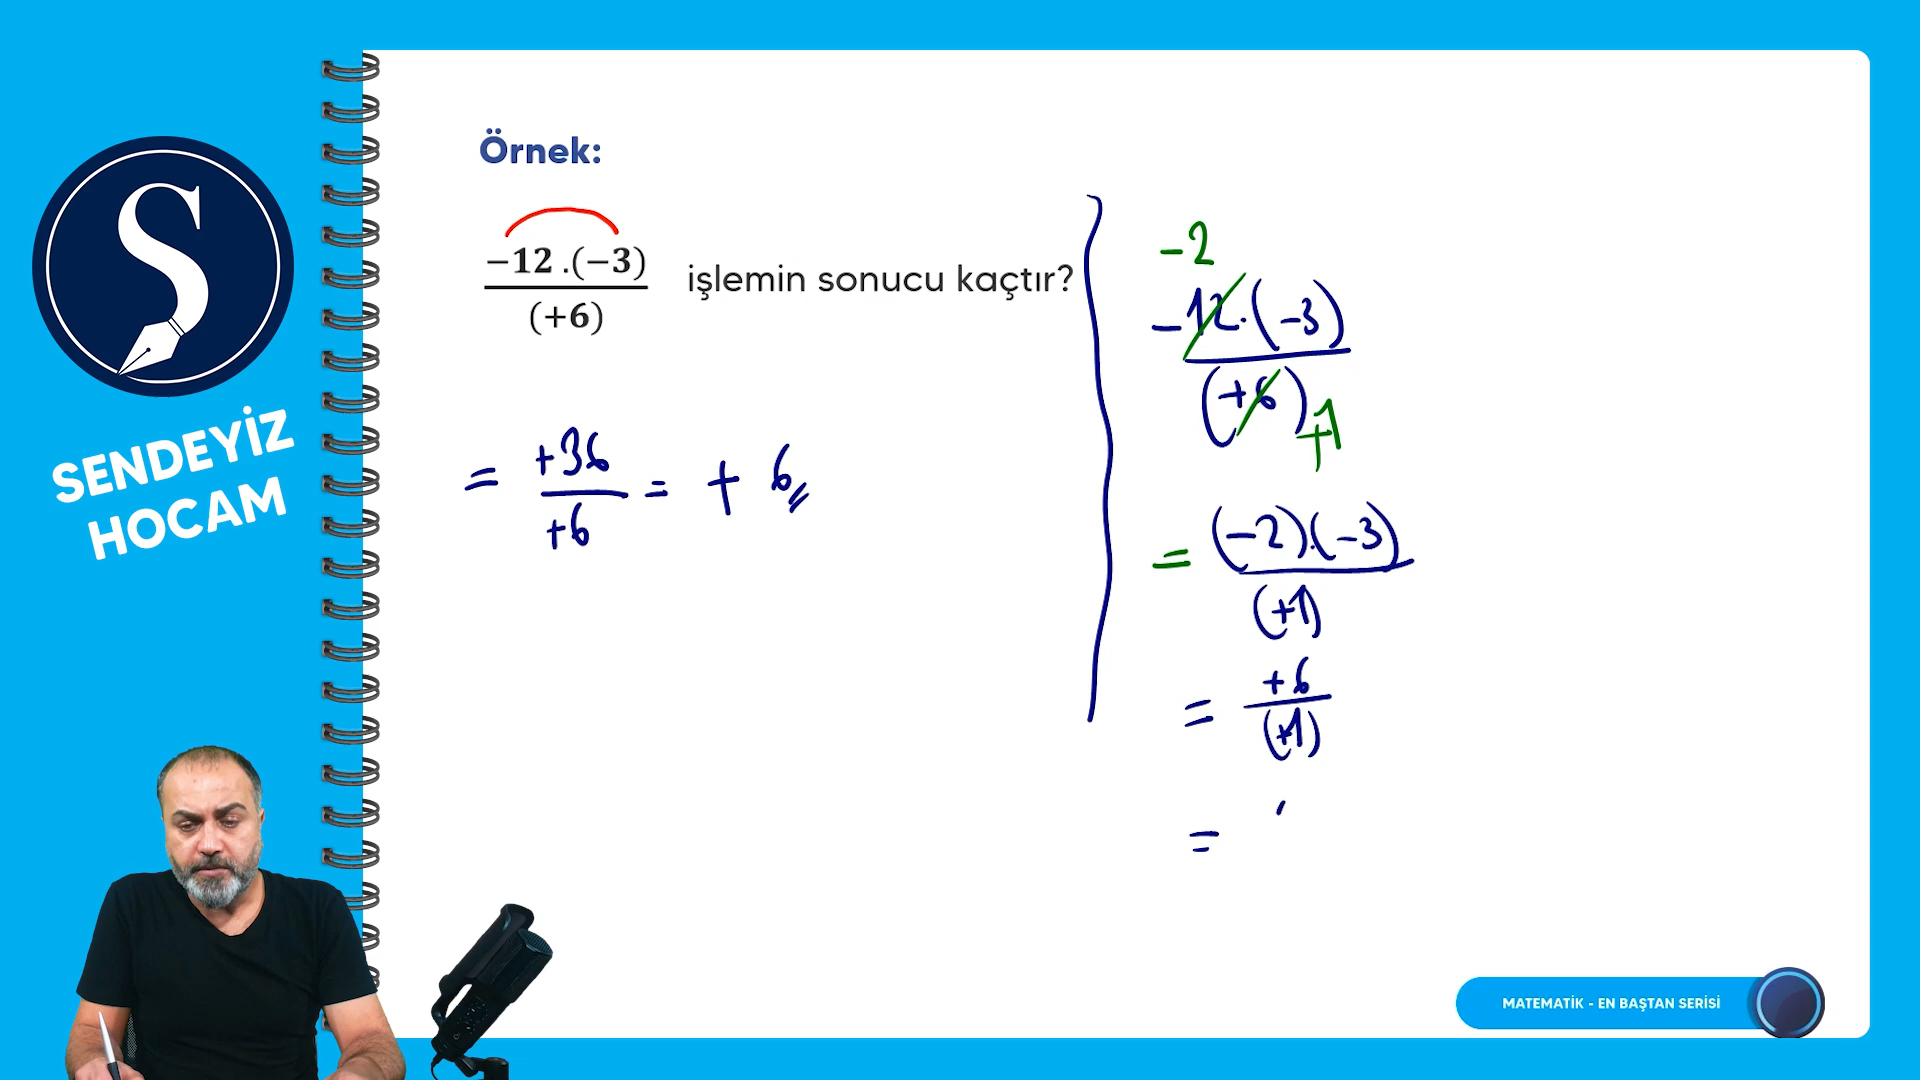 SENDEYİZ
HOCAM
Örnek:
−12 .(−3)
(+6)
işlemin sonucu kaçtır?
= +36 = + 6
+6
-2
-12.(-3)
(+6) +1
= (-2).(-3)
(+1)
= +6
(+1)
=
MATEMATİK - EN BAŞTAN SERİSİ